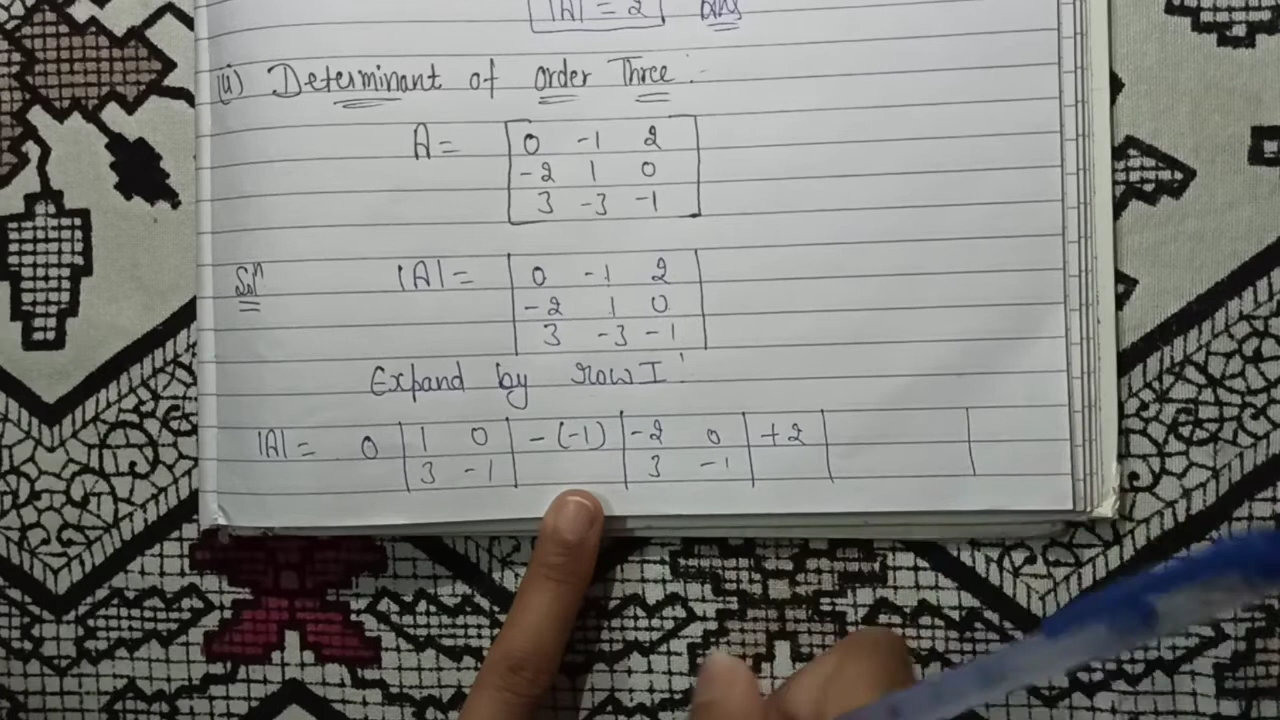 |A| = 2 Ans
(ii) Determinant of order Three :-
A = [ 0 -1 2
-2 1 0
3 -3 -1 ]
Solⁿ |A| = | 0 -1 2 |
| -2 1 0 |
| 3 -3 -1 |
Expand by row I
|A| = 0 | 1 0 | - (-1) | -2 0 | + 2 | |
| 3 -1 | | 3 -1 |